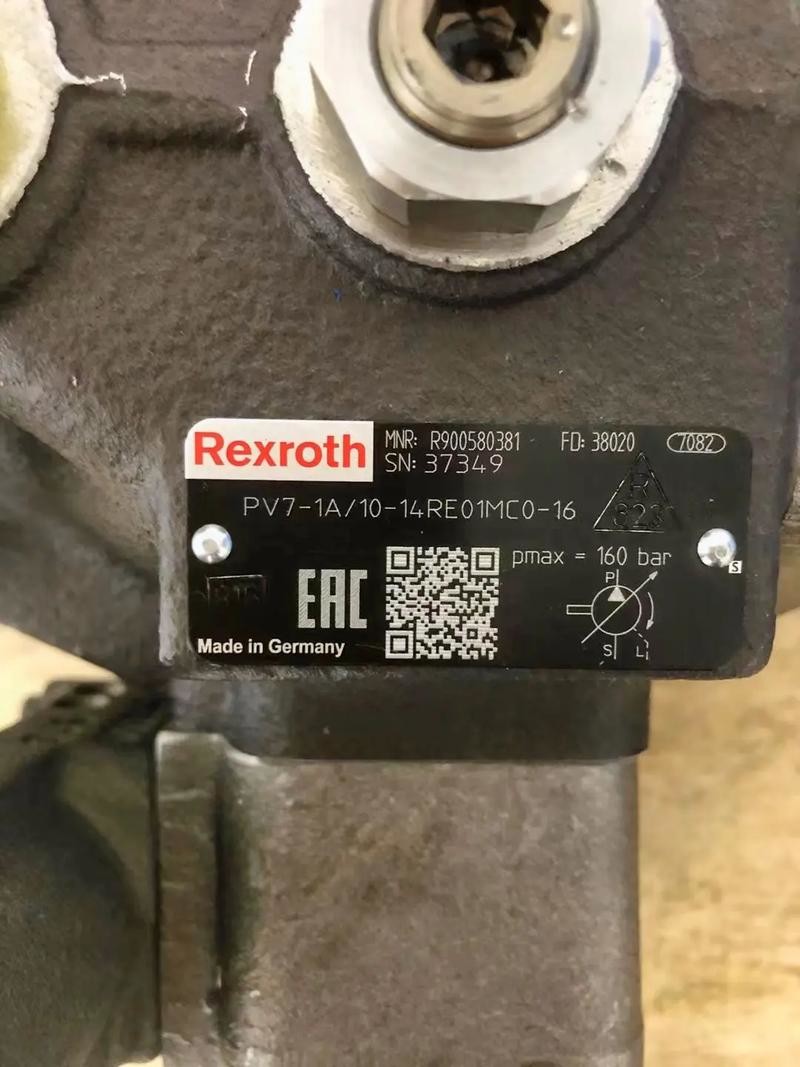 Rexroth
MNR: R900580381 FD: 38020 7082
SN: 37349
PV7-1A/10-14RE01MC0-16
R
323
pmax = 160 bar
EAC
P
S L
Made in Germany
S